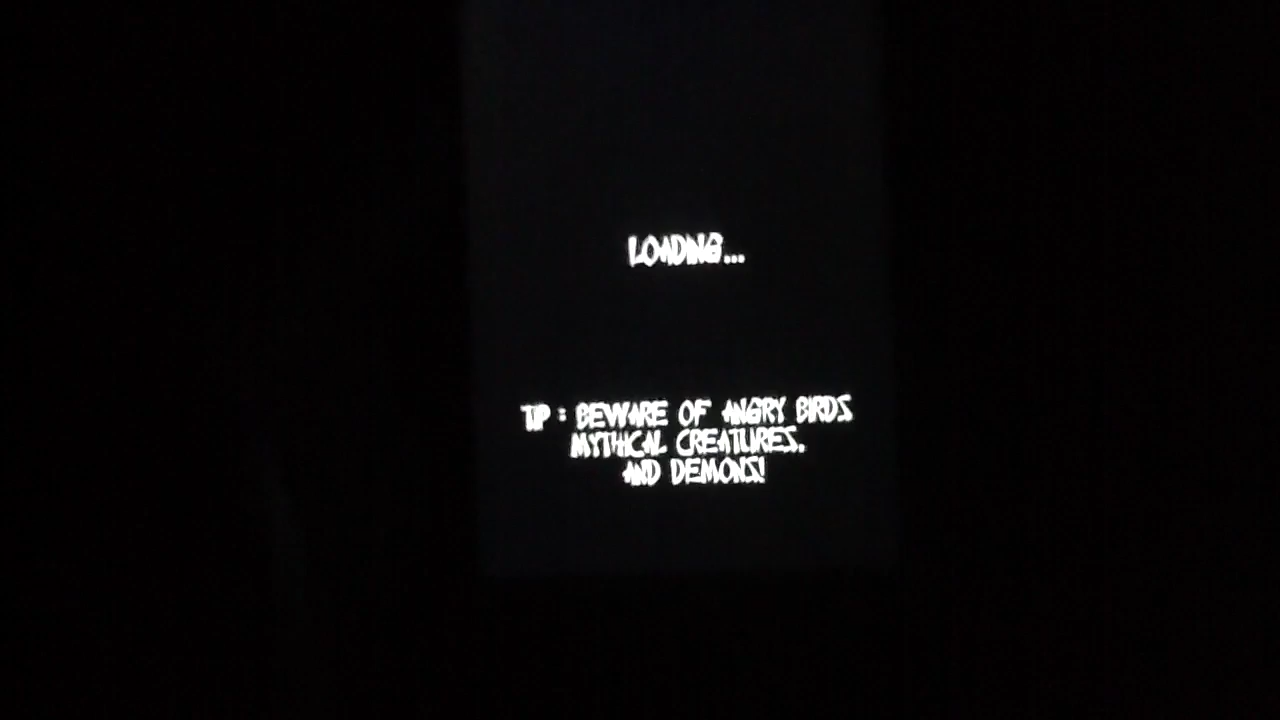 LOADING...
TIP : BEWARE OF ANGRY BIRDS
MYTHICAL CREATURES.
AND DEMONS!